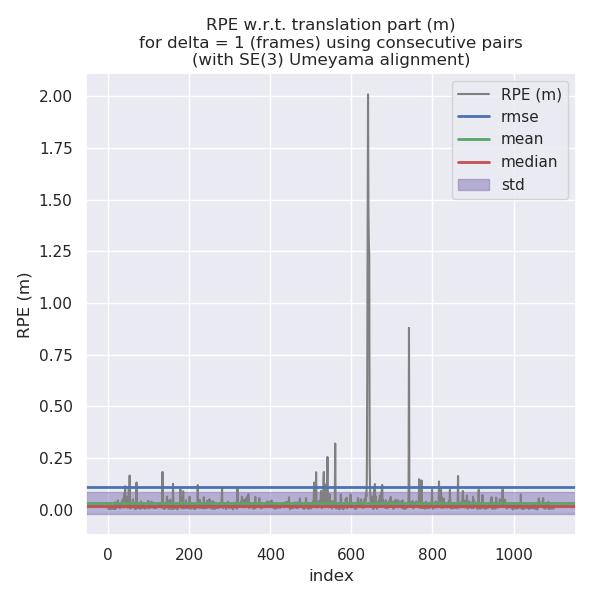 RPE w.r.t. translation part (m)
for delta = 1 (frames) using consecutive pairs
(with SE(3) Umeyama alignment)
RPE (m)
rmse
mean
median
std
2.00
1.75
1.50
1.25
1.00
0.75
0.50
0.25
0.00
RPE (m)
0 200 400 600 800 1000
index